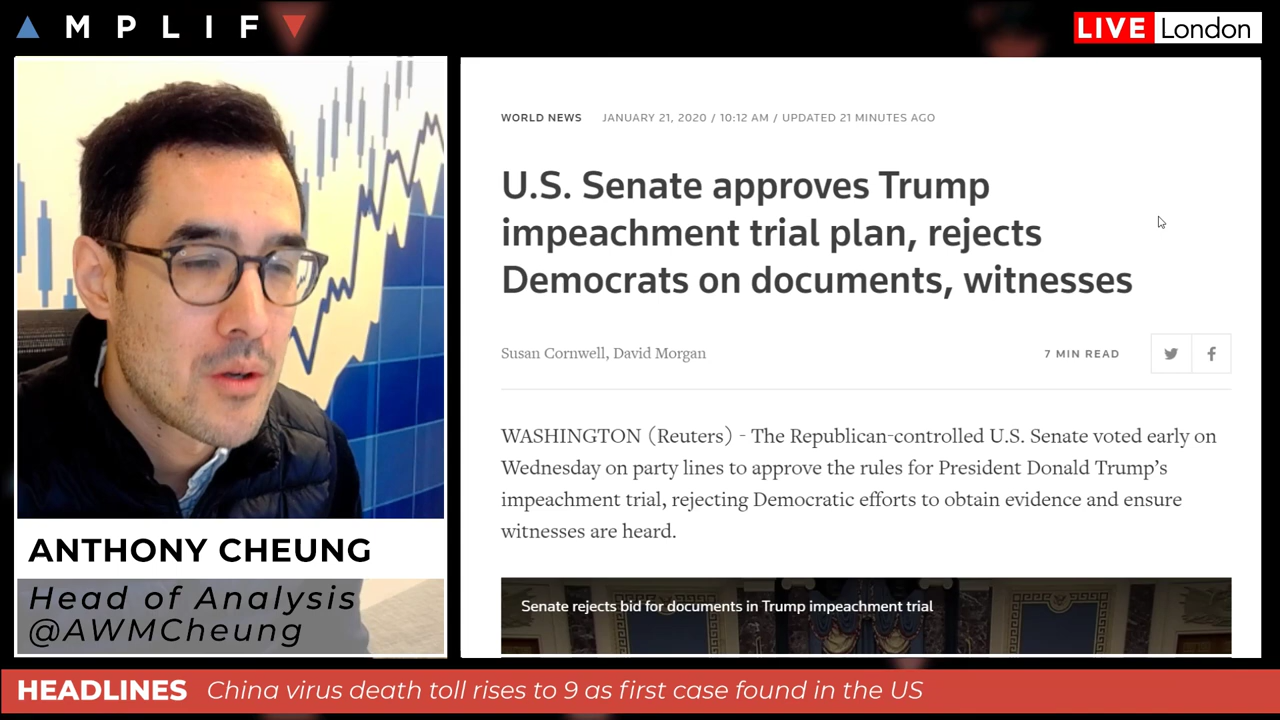 AMPLIFY
LIVE London
WORLD NEWS JANUARY 21, 2020 / 10:12 AM / UPDATED 21 MINUTES AGO
U.S. Senate approves Trump
impeachment trial plan, rejects
Democrats on documents, witnesses
Susan Cornwell, David Morgan
7 MIN READ
WASHINGTON (Reuters) - The Republican-controlled U.S. Senate voted early on
Wednesday on party lines to approve the rules for President Donald Trump’s
impeachment trial, rejecting Democratic efforts to obtain evidence and ensure
witnesses are heard.
Senate rejects bid for documents in Trump impeachment trial
ANTHONY CHEUNG
Head of Analysis
@AWMCheung
HEADLINES China virus death toll rises to 9 as first case found in the US